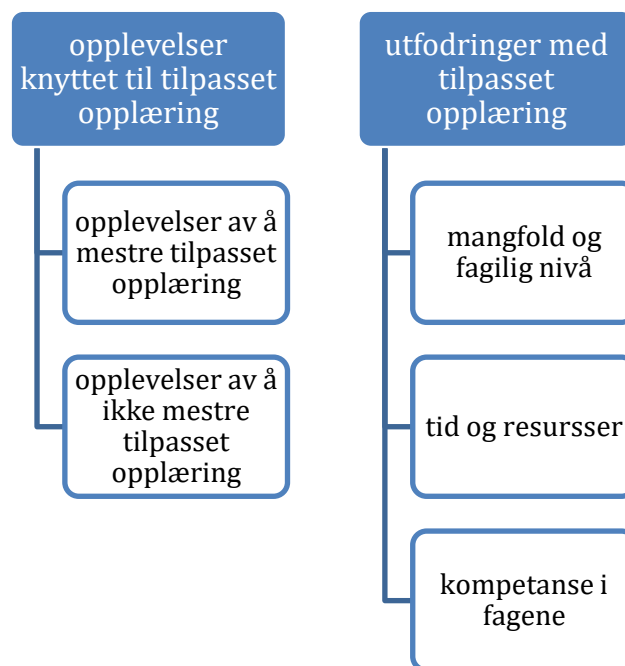 opplevelser
knyttet til tilpasset
opplæring
opplevelser av å
mestre tilpasset
opplæring
opplevelser av å
ikke mestre
tilpasset
opplæring
utfodringer med
tilpasset
opplæring
mangfold og
fagilig nivå
tid og resursser
kompetanse i
fagene